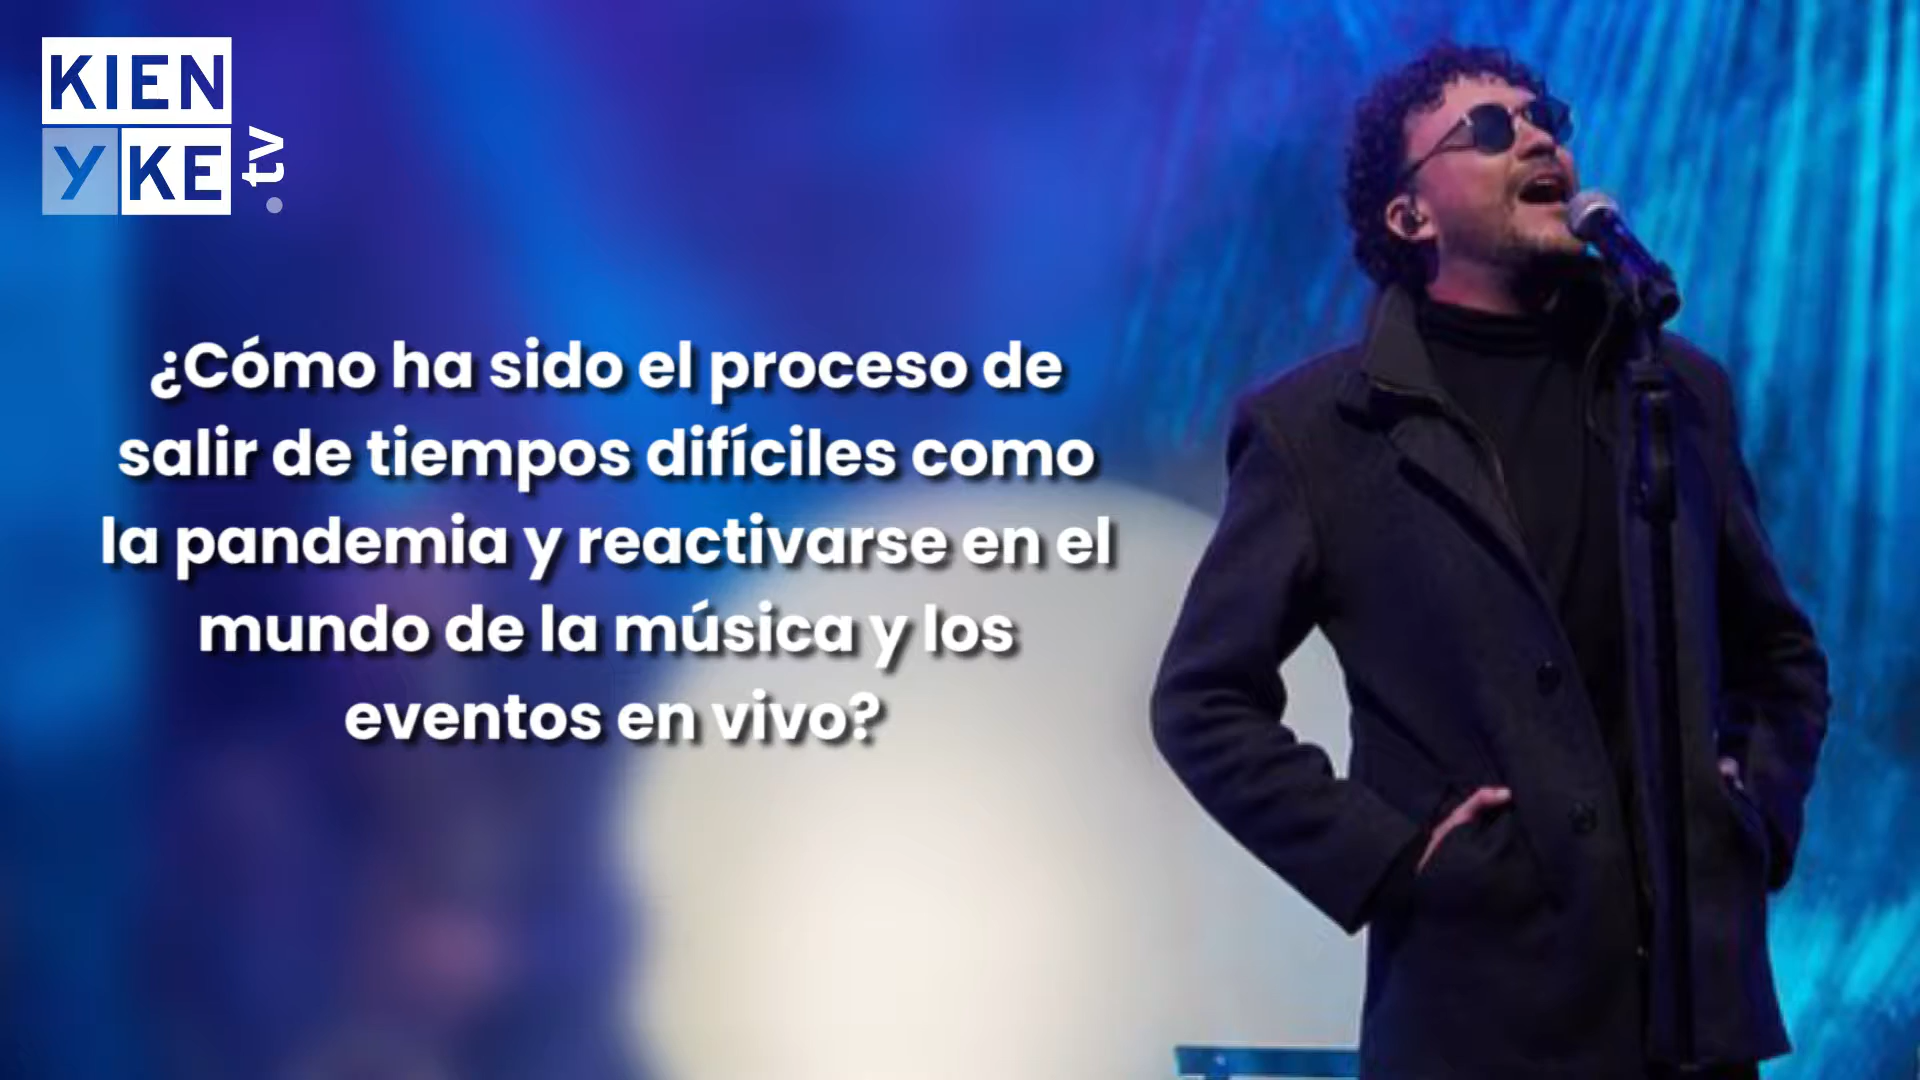 KIEN
YKE
.tv
¿Cómo ha sido el proceso de
salir de tiempos difíciles como
la pandemia y reactivarse en el
mundo de la música y los
eventos en vivo?